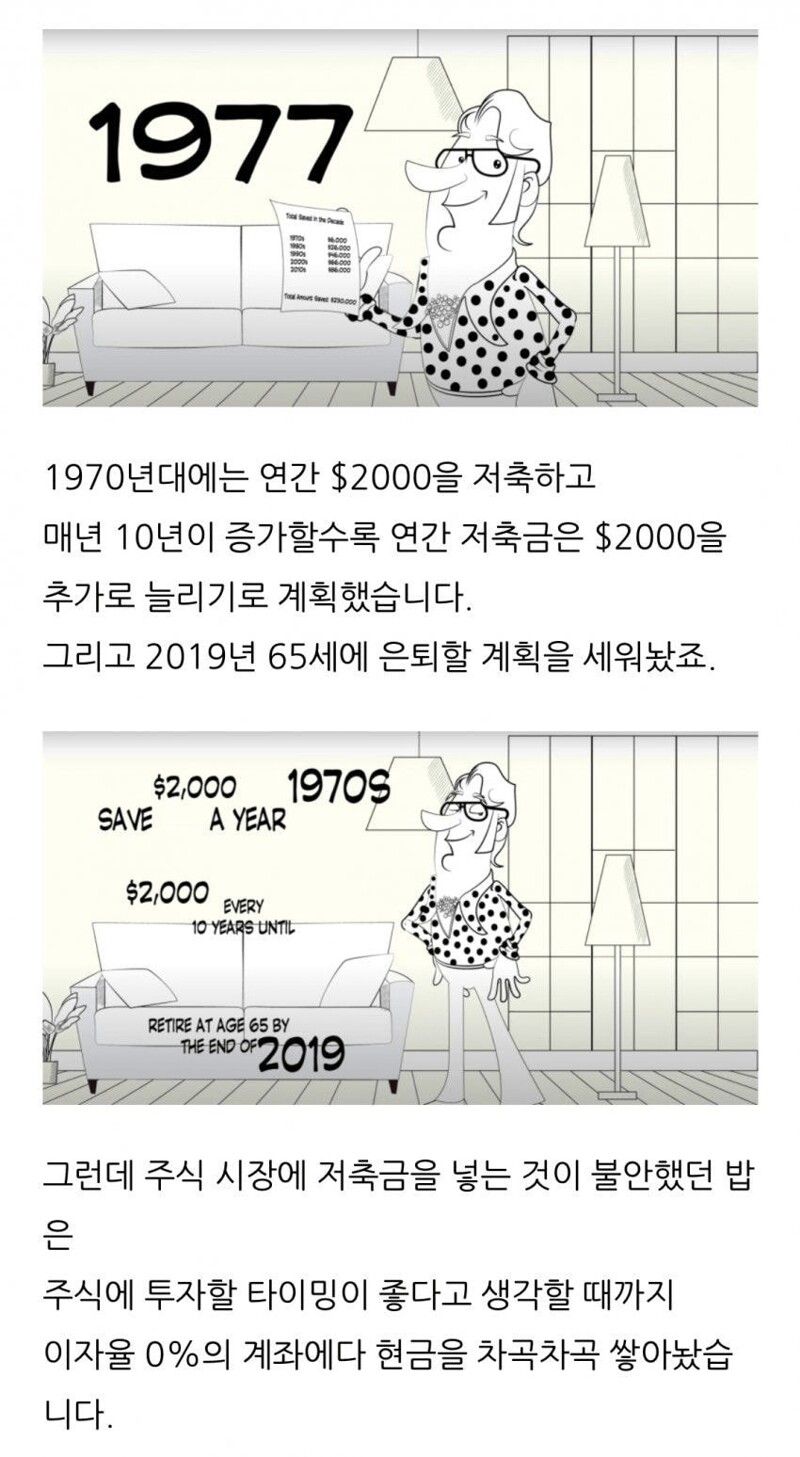 1977
Total Saved in the Decade
1970s $6,000
1980s
1990s
2000s
2010s
Total Amount Saved: $230,000
1970년대에는 연간 $2000을 저축하고
매년 10년이 증가할수록 연간 저축금은 $2000을
추가로 늘리기로 계획했습니다.
그리고 2019년 65세에 은퇴할 계획을 세워놨죠.
$2,000 1970S
SAVE A YEAR
$2,000 EVERY
10 YEARS UNTIL
RETIRE AT AGE 65 BY
THE END OF 2019
그런데 주식 시장에 저축금을 넣는 것이 불안했던 밥
은
주식에 투자할 타이밍이 좋다고 생각할 때까지
이자율 0%의 계좌에다 현금을 차곡차곡 쌓아놨습
니다.